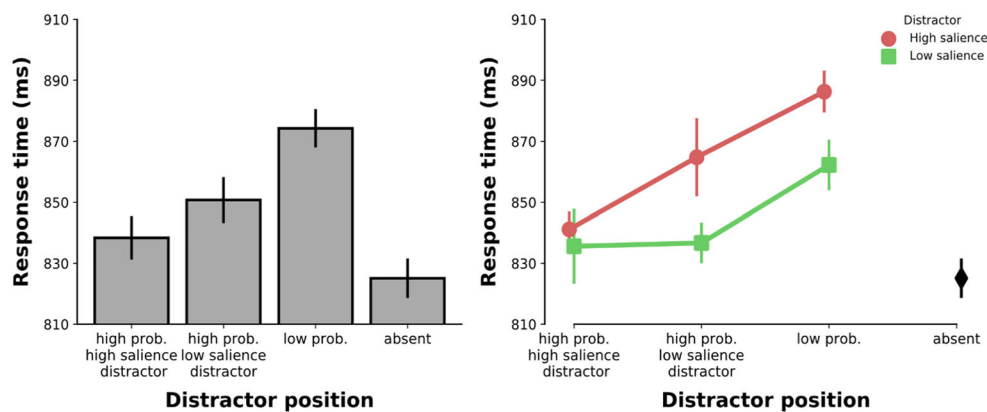 910
890
870
850
830
810
Response time (ms)
high prob.
high salience
distractor
high prob.
low salience
distractor
low prob.
absent
Distractor position
910
890
870
850
830
810
Response time (ms)
Distractor
High salience
Low salience
high prob.
high salience
distractor
high prob.
low salience
distractor
low prob.
absent
Distractor position